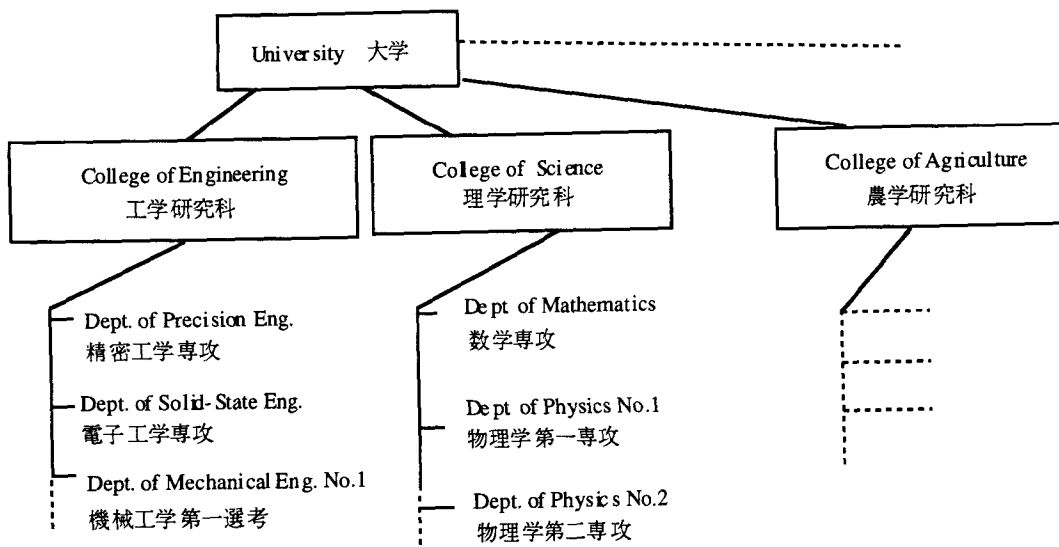 University 大学
College of Engineering
工学研究科
College of Science
理学研究科
College of Agriculture
農学研究科
Dept. of Precision Eng.
精密工学専攻
Dept. of Solid-State Eng.
電子工学専攻
Dept. of Mechanical Eng. No.1
機械工学第一選考
Dept of Mathematics
数学専攻
Dept of Physics No.1
物理学第一専攻
Dept. of Physics No.2
物理学第二専攻